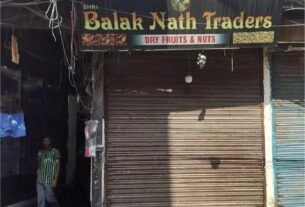 SHRI
Balak Nath Traders
DRY FRUITS & NUTS